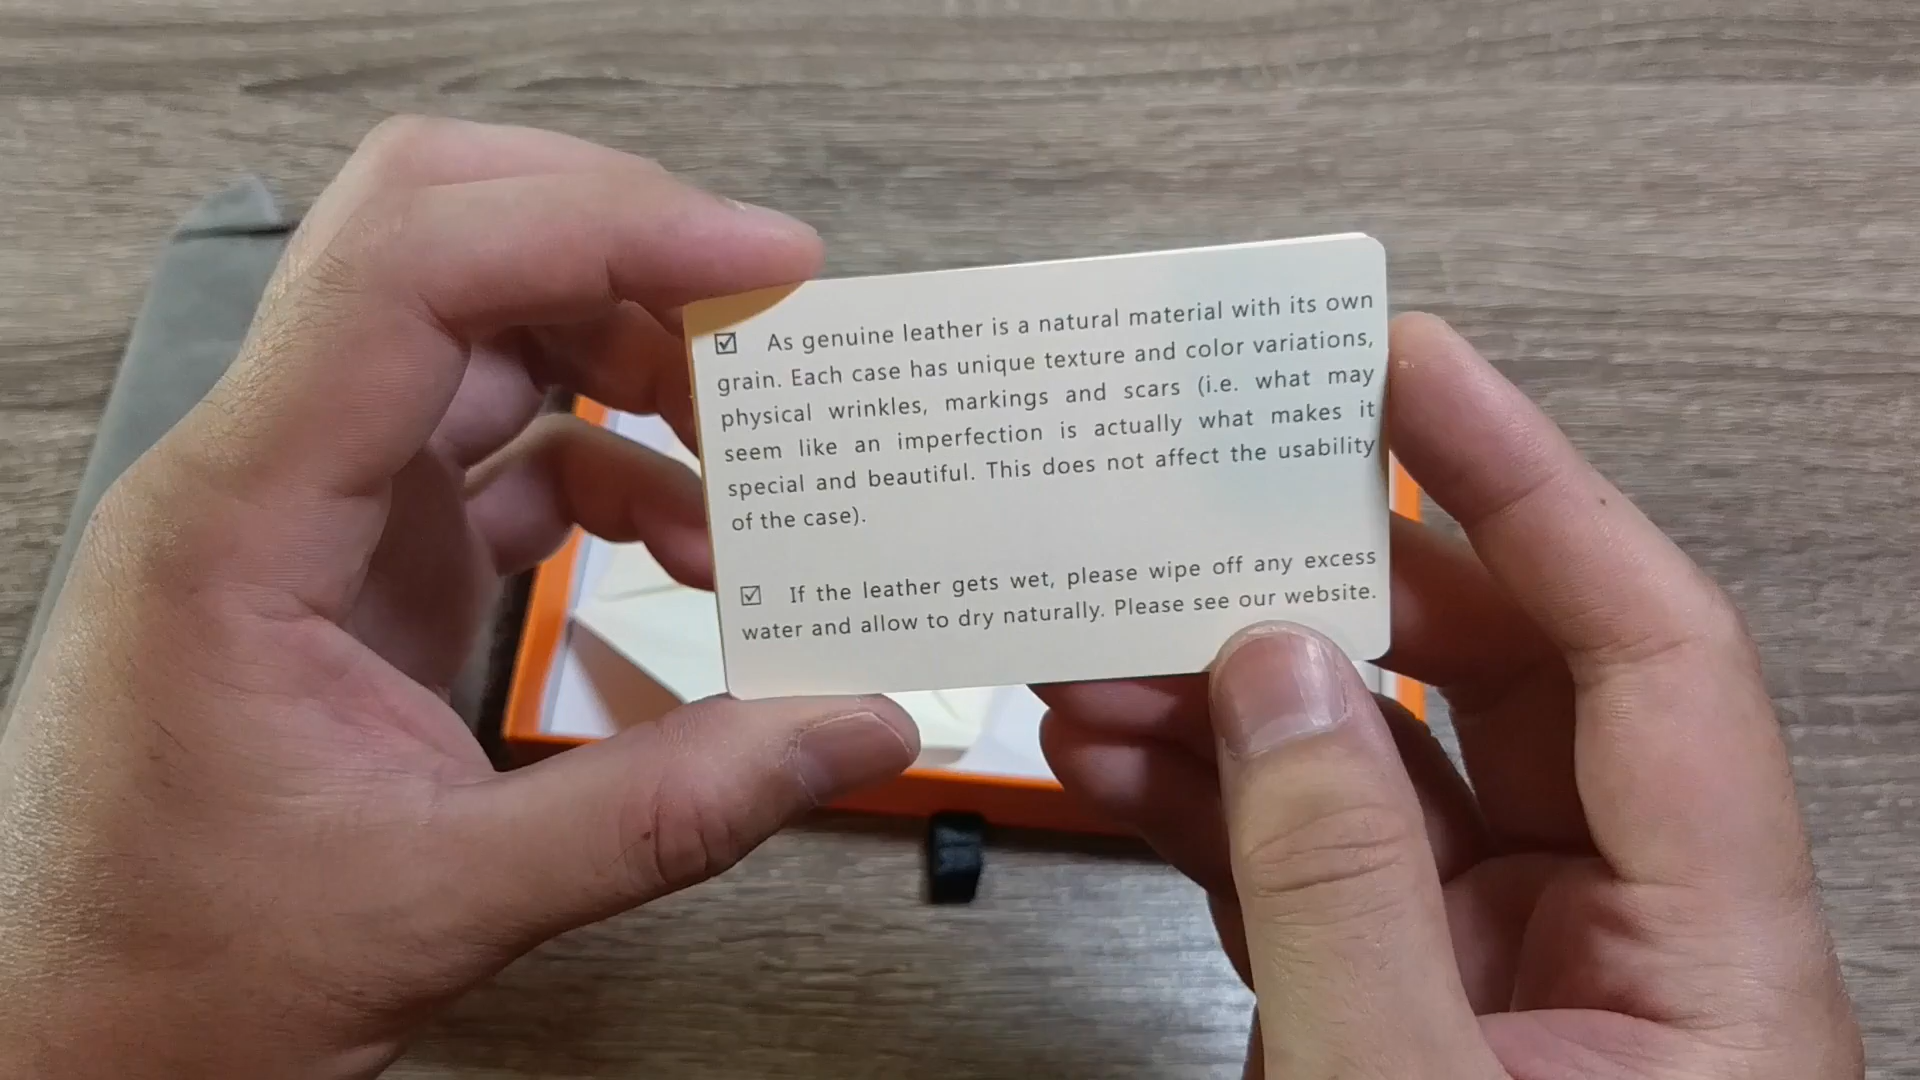 ☑ As genuine leather is a natural material with its own
grain. Each case has unique texture and color variations,
physical wrinkles, markings and scars (i.e. what may
seem like an imperfection is actually what makes it
special and beautiful. This does not affect the usability
of the case).
☑ If the leather gets wet, please wipe off any excess
water and allow to dry naturally. Please see our website.